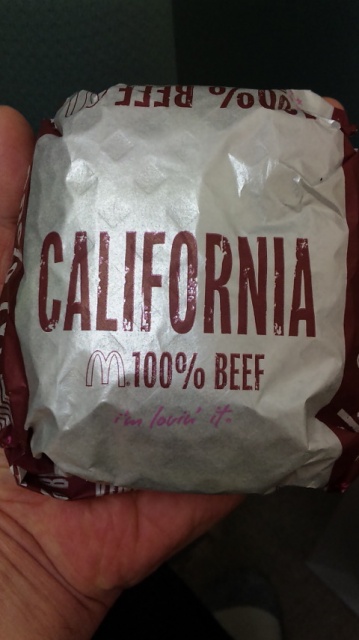 100% BEEF
CALIFORNIA
100% BEEF
i'm lovin' it.